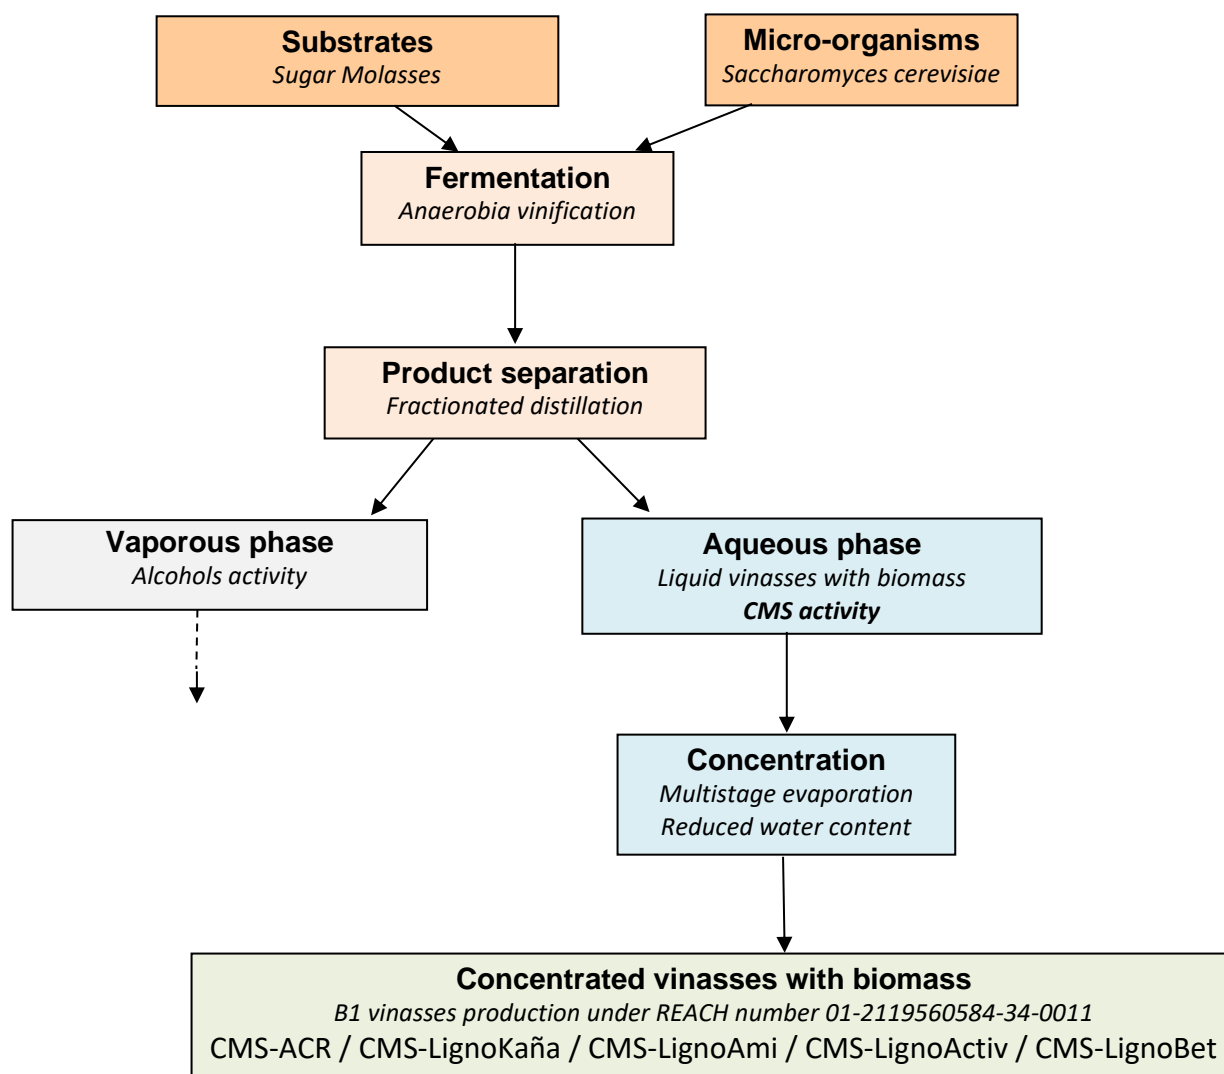 Substrates
Sugar Molasses
Micro-organisms
Saccharomyces cerevisiae
Fermentation
Anaerobia vinification
Product separation
Fractionated distillation
Vaporous phase
Alcohols activity
Aqueous phase
Liquid vinasses with biomass
CMS activity
Concentration
Multistage evaporation
Reduced water content
Concentrated vinasses with biomass
B1 vinasses production under REACH number 01-2119560584-34-0011
CMS-ACR / CMS-LignoKaña / CMS-LignoAmi / CMS-LignoActiv / CMS-LignoBet